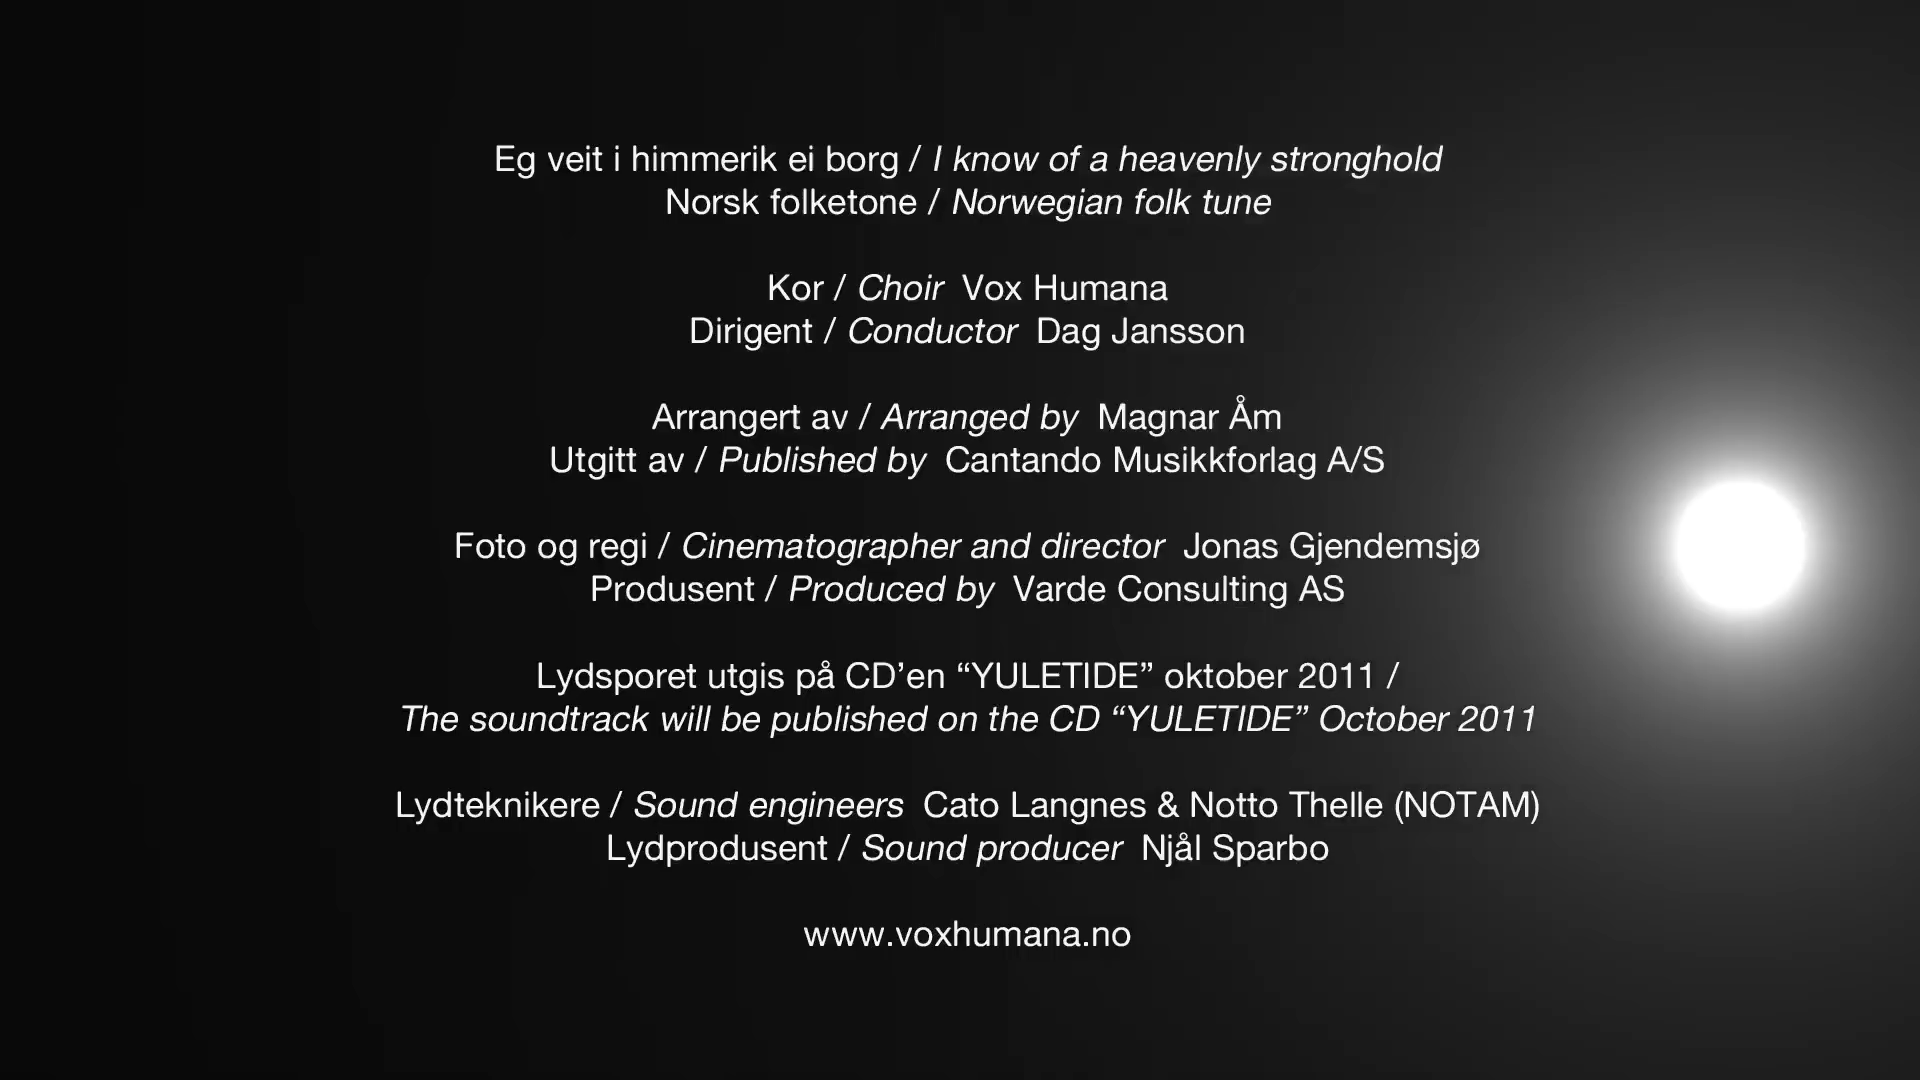 Eg veit i himmerik ei borg / I know of a heavenly stronghold
Norsk folketone / Norwegian folk tune
Kor / Choir Vox Humana
Dirigent / Conductor Dag Jansson
Arrangert av / Arranged by Magnar Åm
Utgitt av / Published by Cantando Musikkforlag A/S
Foto og regi / Cinematographer and director Jonas Gjendemsjø
Produsent / Produced by Varde Consulting AS
Lydsporet utgis på CD’en “YULETIDE” oktober 2011 /
The soundtrack will be published on the CD “YULETIDE” October 2011
Lydteknikere / Sound engineers Cato Langnes & Notto Thelle (NOTAM)
Lydprodusent / Sound producer Njål Sparbo
www.voxhumana.no